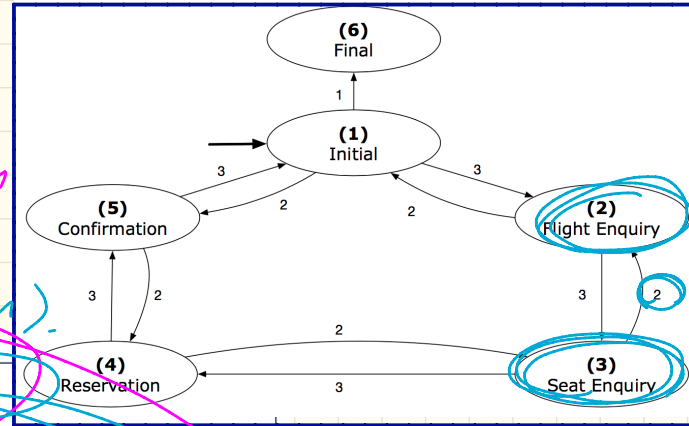 (6)
Final
1
(1)
Initial
3
3
2
2
(5)
Confirmation
(2)
Flight Enquiry
3
2
3
2
2
(4)
Reservation
3
(3)
Seat Enquiry